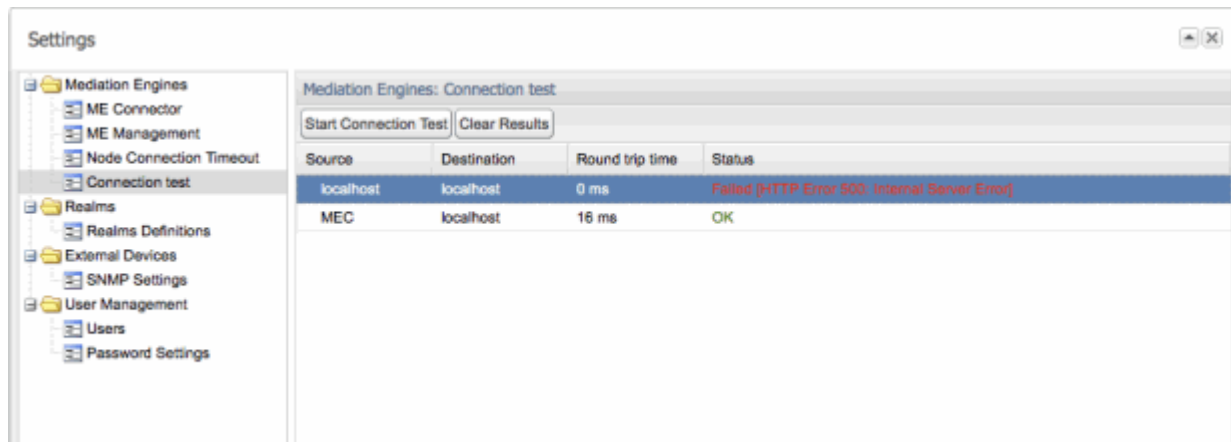 Settings
Mediation Engines
ME Connector
ME Management
Node Connection Timeout
Connection test
Realms
Realms Definitions
External Devices
SNMP Settings
User Management
Users
Password Settings
Mediation Engines: Connection test
Start Connection Test Clear Results
Source Destination Round trip time Status
localhost localhost 0 ms Failed [HTTP Error 500: Internal Server Error]
MEC localhost 16 ms OK